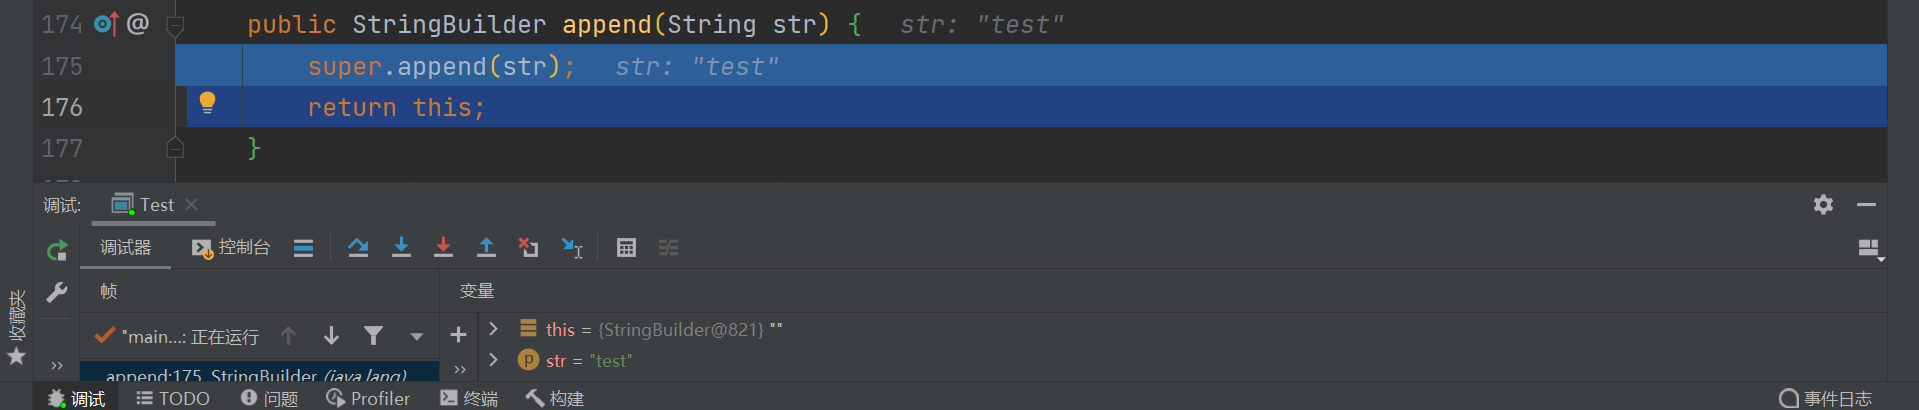 174 @ public StringBuilder append(String str) { str: "test"
175 super.append(str); str: "test"
176 return this;
177 }
调试: Test
调试器 控制台
帧 变量
"main...: 正在运行
this = {StringBuilder@821} ""
str = "test"
append:175, StringBuilder (java.lang)
收藏夹
调试 TODO 问题 Profiler 终端 构建 事件日志